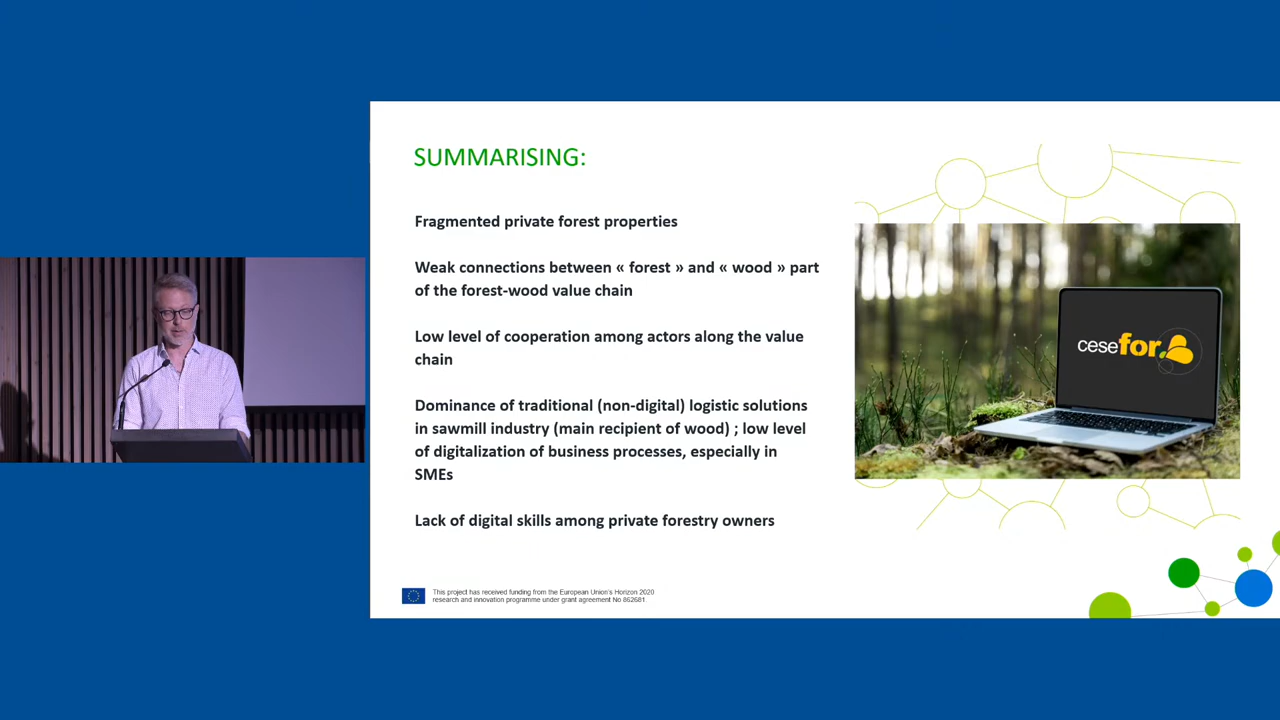 SUMMARISING:
Fragmented private forest properties
Weak connections between « forest » and « wood » part
of the forest-wood value chain
Low level of cooperation among actors along the value
chain
Dominance of traditional (non-digital) logistic solutions
in sawmill industry (main recipient of wood) ; low level
of digitalization of business processes, especially in
SMEs
Lack of digital skills among private forestry owners
cesefor
This project has received funding from the European Union's Horizon 2020
research and innovation programme under grant agreement No 862681.